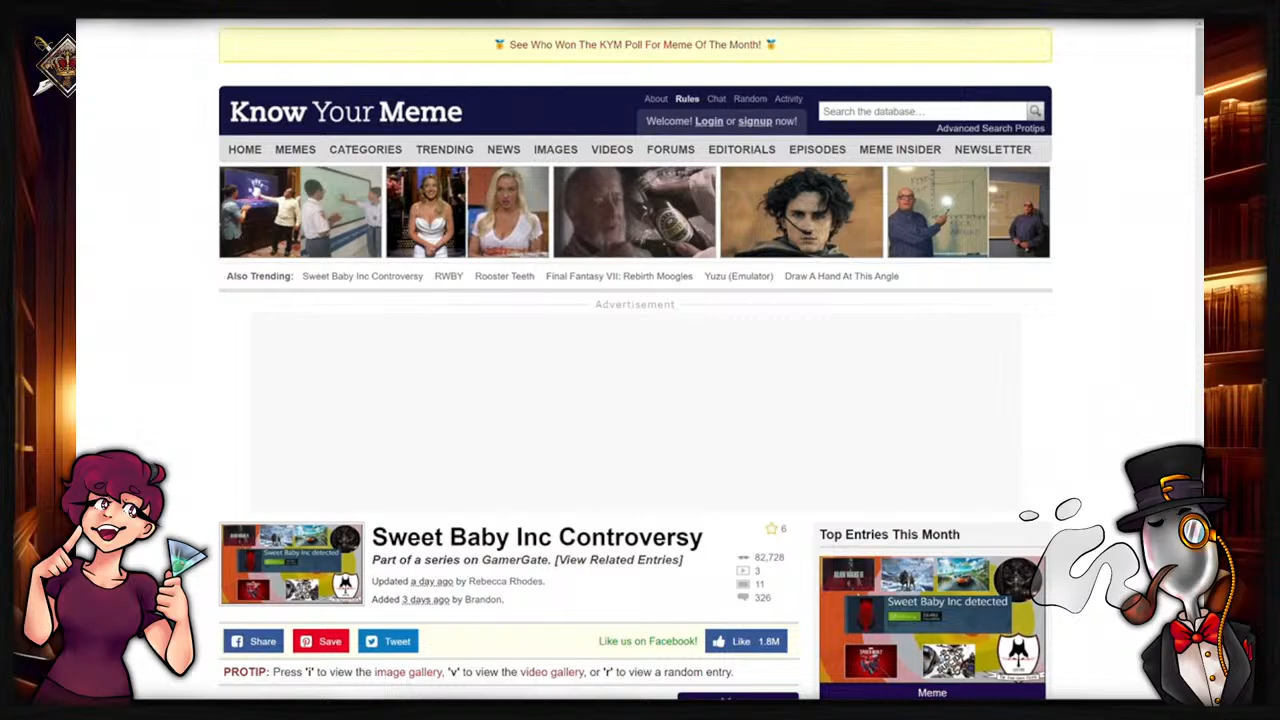 🏅 See Who Won The KYM Poll For Meme Of The Month! 🏅
Know Your Meme
About Rules Chat Random Activity
Welcome! Login or signup now!
Search the database...
Advanced Search Protips
HOME MEMES CATEGORIES TRENDING NEWS IMAGES VIDEOS FORUMS EDITORIALS EPISODES MEME INSIDER NEWSLETTER
Also Trending: Sweet Baby Inc Controversy RWBY Rooster Teeth Final Fantasy VII: Rebirth Moogles Yuzu (Emulator) Draw A Hand At This Angle
Advertisement
Sweet Baby Inc detected
Sweet Baby Inc Controversy
Part of a series on GamerGate. [View Related Entries]
Updated a day ago by Rebecca Rhodes.
Added 3 days ago by Brandon.
6
82,728
3
11
326
Share Save Tweet
Like us on Facebook! Like 1.8M
PROTIP: Press 'i' to view the image gallery, 'v' to view the video gallery, or 'r' to view a random entry.
Top Entries This Month
Sweet Baby Inc detected
Meme